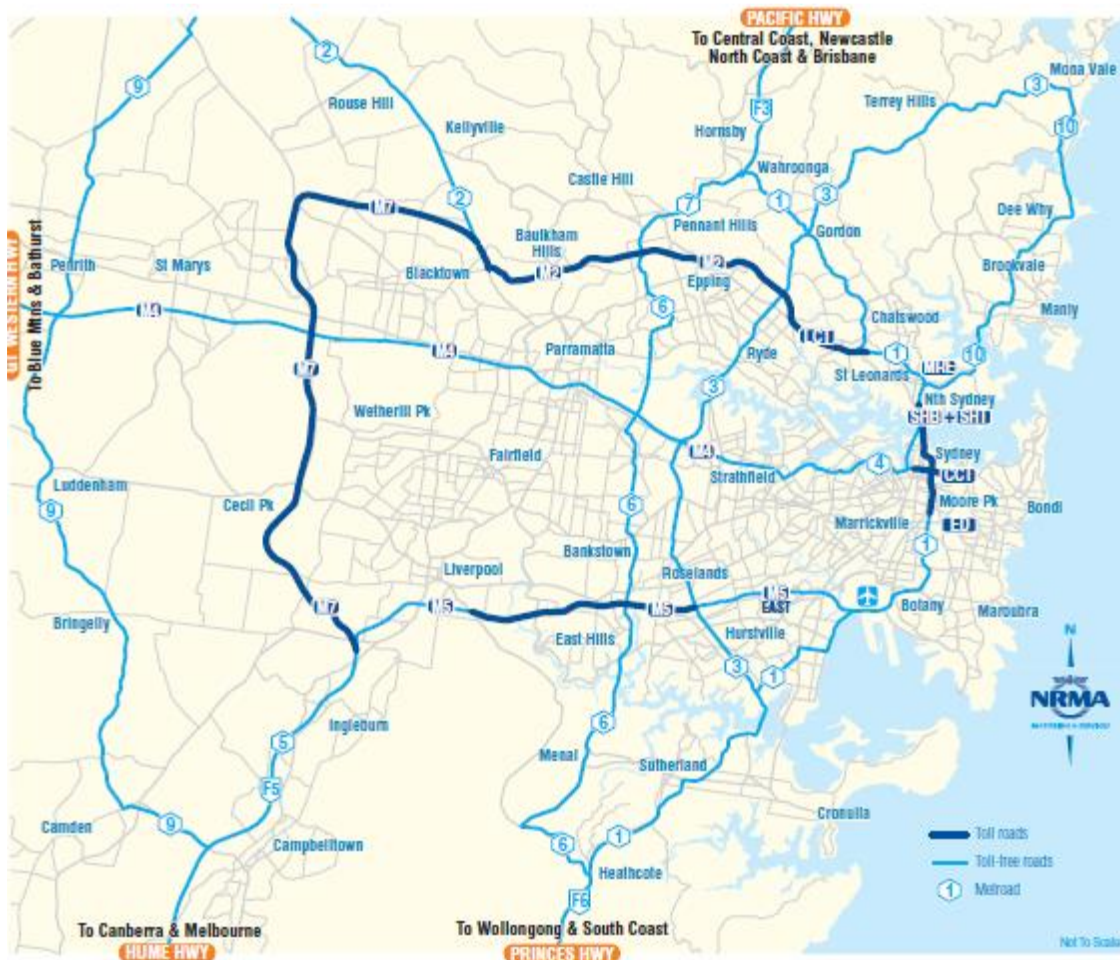 PACIFIC HWY
To Central Coast, Newcastle
North Coast & Brisbane
Mona Vale
3
Terrey Hills
9
2
Rouse Hill
F3
Kellyville
Hornsby
10
Wahroonga
Castle Hill
2
7
1
3
M7
Pennant Hills
Dee Why
Baulkham
Hills
Gordon
Penrith
St Marys
Blacktown
M2
M2
Epping
Brookvale
To Blue Mtns & Bathurst
M4
6
Chatswood
Manly
LCT
M4
Parramatta
Ryde
1
10
M7
St Leonards
3
Wetherill Pk
Nth Sydney
Fairfield
M4
Strathfield
4
Sydney
CCT
Luddenham
9
Cecil Pk
6
Moore Pk
Bondi
Marrickville
ED
Bankstown
1
Liverpool
Roselands
M7
M5
M5
M5
EAST
Botany
Maroubra
Bringelly
East Hills
Hurstville
N
3
1
NRMA
Ingleburn
5
6
Menai
Sutherland
F5
Cronulla
Camden
9
Campbelltown
6
1
Toll roads
Toll-free roads
Heathcote
1
Metroad
F6
To Canberra & Melbourne
HUME HWY
To Wollongong & South Coast
PRINCES HWY
Not To Scale